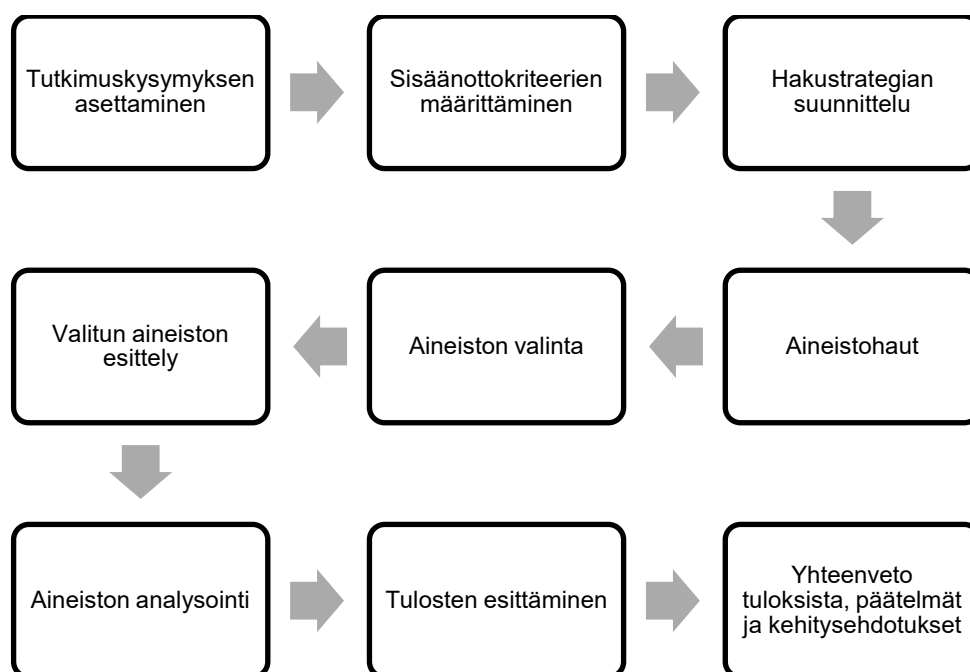 Tutkimuskysymyksen
asettaminen
Sisäänottokriteerien
määrittäminen
Hakustrategian
suunnittelu
Aineistohaut
Aineiston valinta
Valitun aineiston
esittely
Aineiston analysointi
Tulosten esittäminen
Yhteenveto
tuloksista, päätelmät
ja kehitysehdotukset